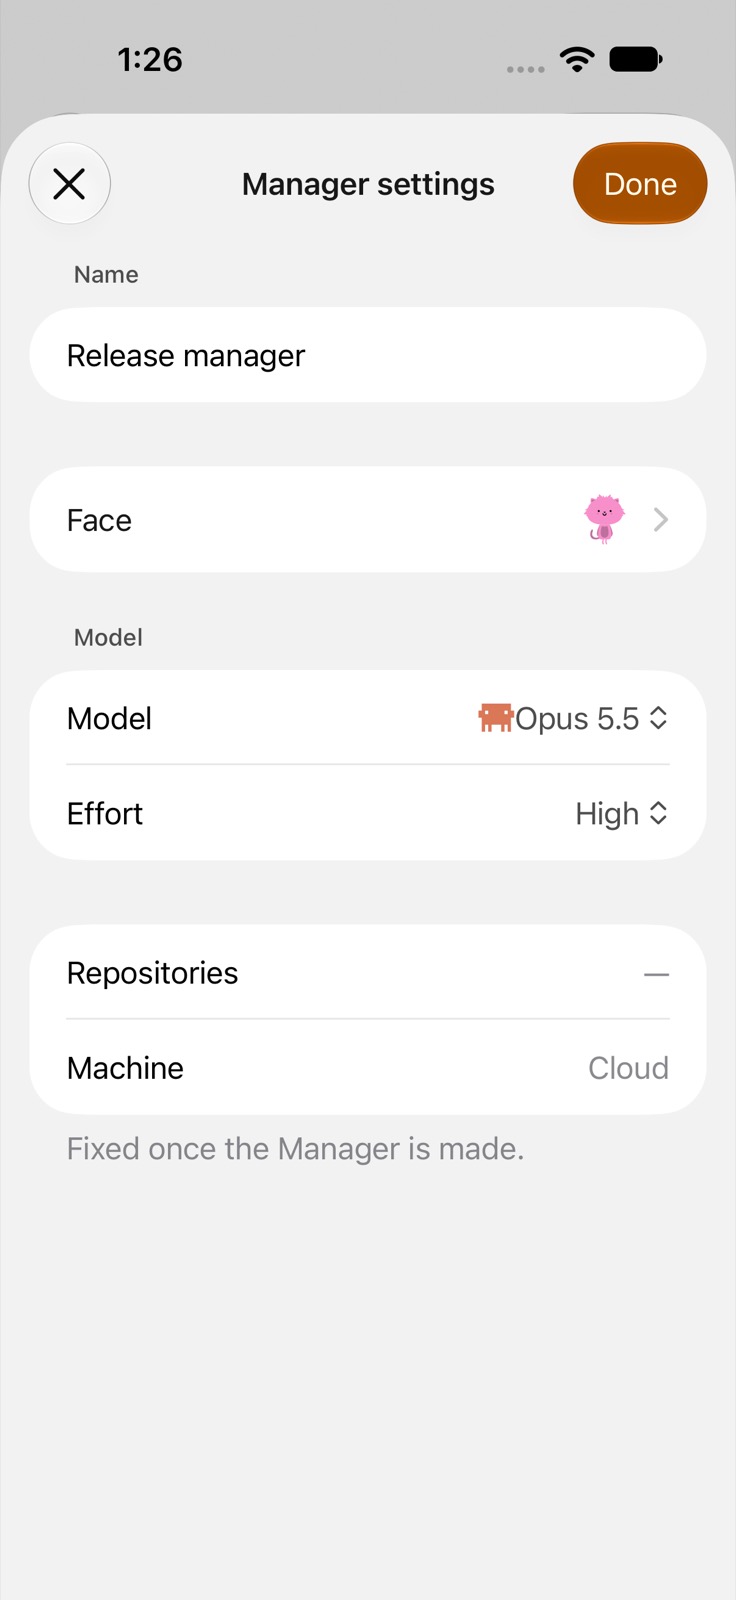 1:26
Manager settings
Done
Name
Release manager
Face
Model
Model
Opus 5.5
Effort
High
Repositories
—
Machine
Cloud
Fixed once the Manager is made.